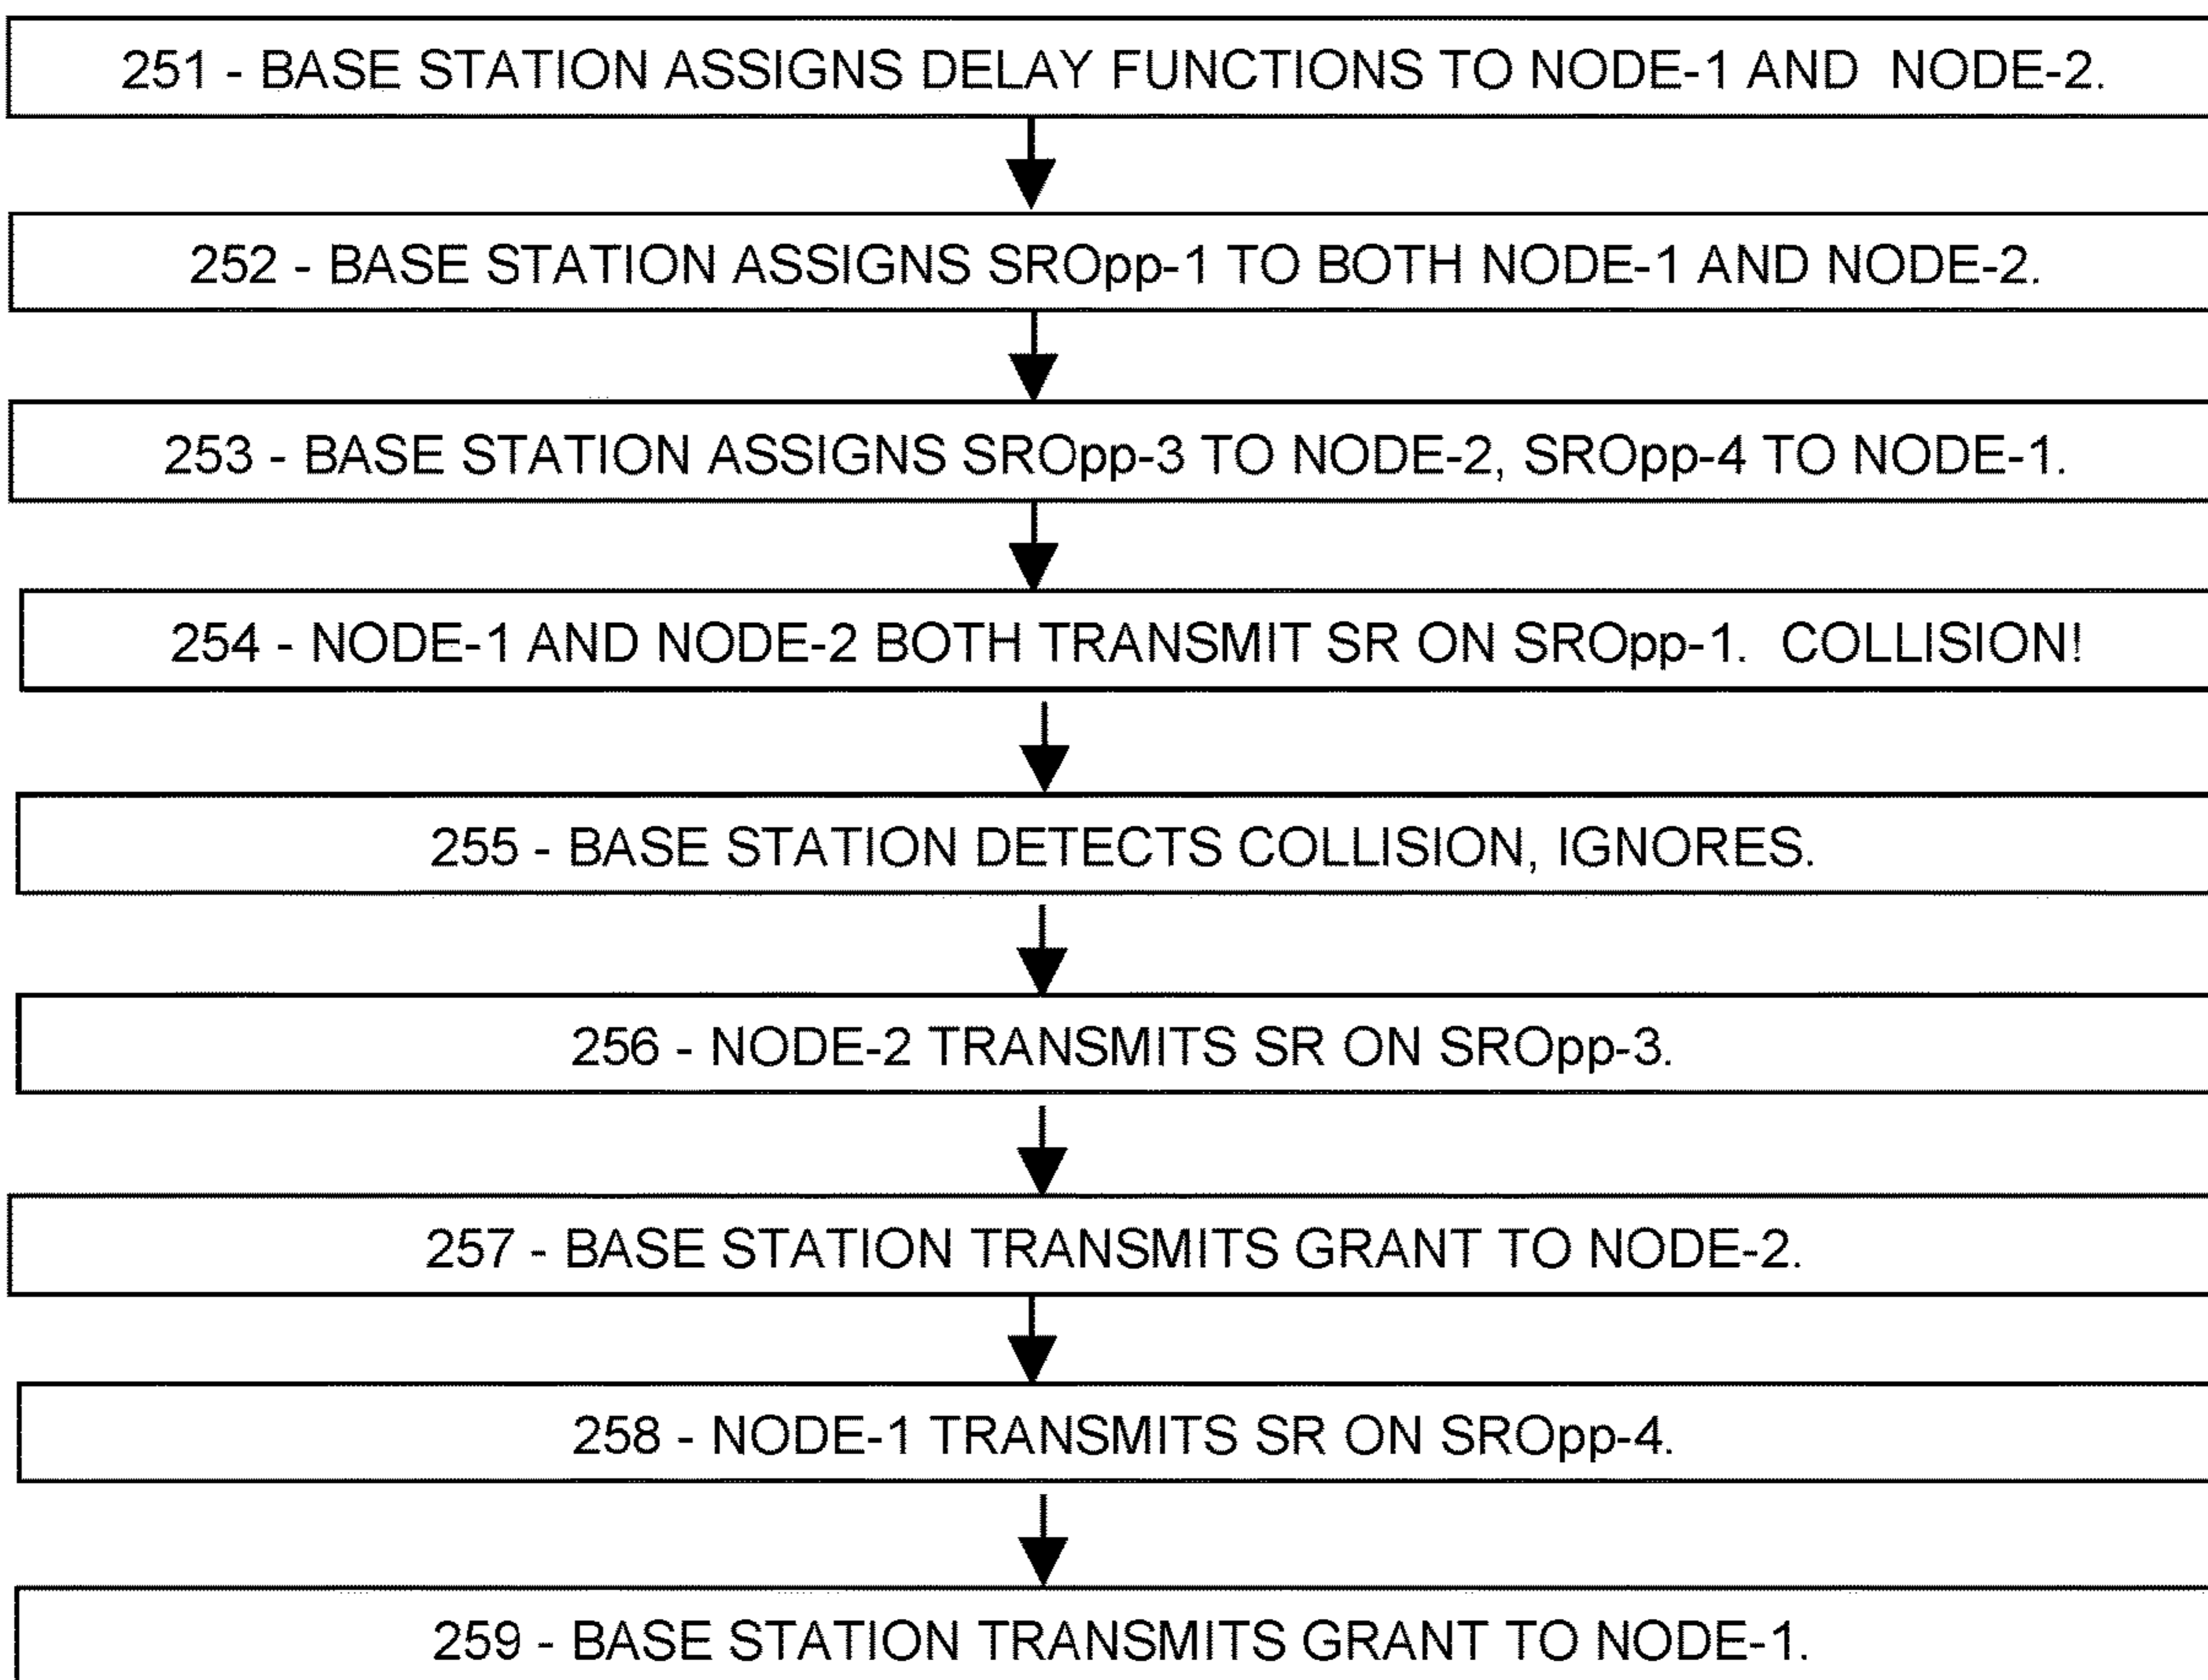 251 - BASE STATION ASSIGNS DELAY FUNCTIONS TO NODE-1 AND NODE-2.
252 - BASE STATION ASSIGNS SROpp-1 TO BOTH NODE-1 AND NODE-2.
253 - BASE STATION ASSIGNS SROpp-3 TO NODE-2, SROpp-4 TO NODE-1.
254 - NODE-1 AND NODE-2 BOTH TRANSMIT SR ON SROpp-1. COLLISION!
255 - BASE STATION DETECTS COLLISION, IGNORES.
256 - NODE-2 TRANSMITS SR ON SROpp-3.
257 - BASE STATION TRANSMITS GRANT TO NODE-2.
258 - NODE-1 TRANSMITS SR ON SROpp-4.
259 - BASE STATION TRANSMITS GRANT TO NODE-1.